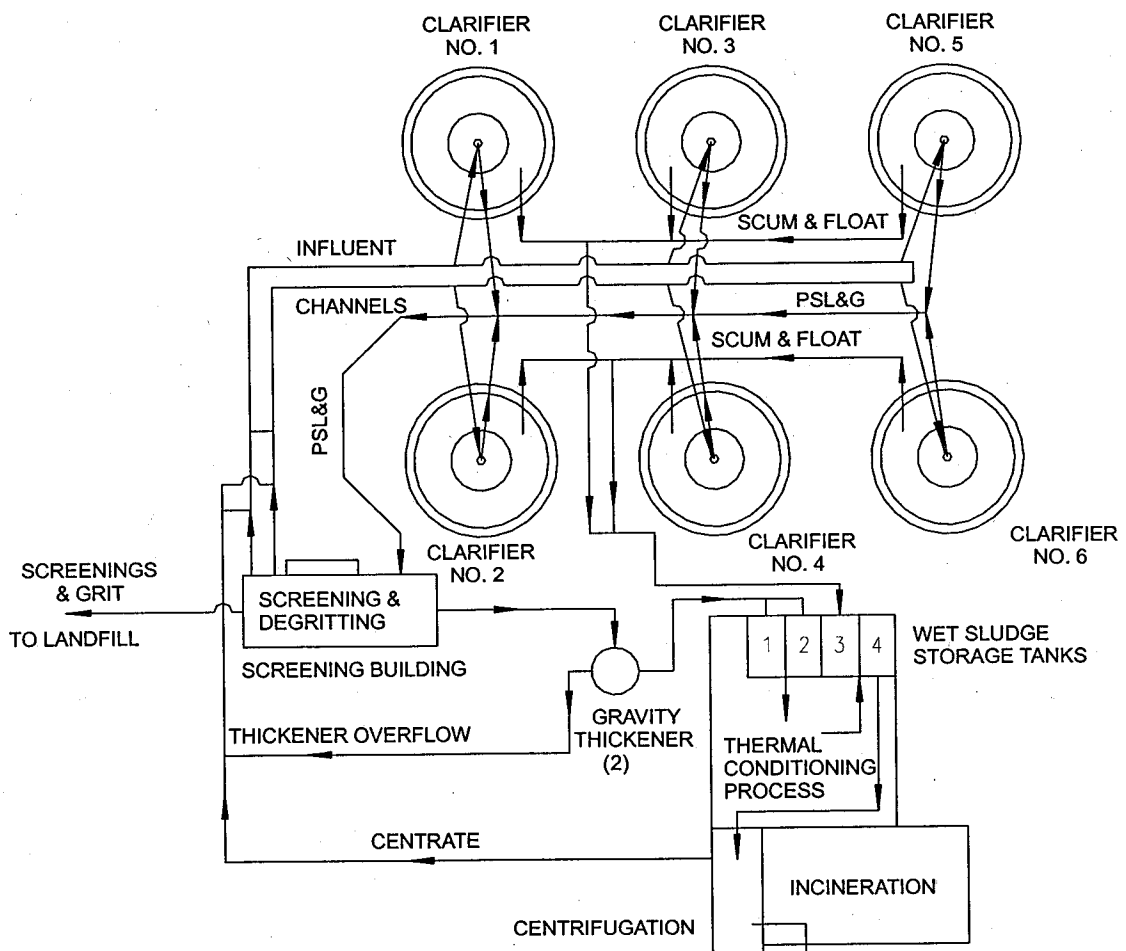 CLARIFIER
NO. 1
CLARIFIER
NO. 3
CLARIFIER
NO. 5
SCUM & FLOAT
INFLUENT
CHANNELS
PSL&G
SCUM & FLOAT
PSL&G
CLARIFIER
NO. 2
CLARIFIER
NO. 4
CLARIFIER
NO. 6
SCREENINGS
& GRIT
TO LANDFILL
SCREENING &
DEGRITTING
SCREENING BUILDING
1 2 3 4
WET SLUDGE
STORAGE TANKS
GRAVITY
THICKENER
(2)
THICKENER OVERFLOW
THERMAL
CONDITIONING
PROCESS
CENTRATE
INCINERATION
CENTRIFUGATION